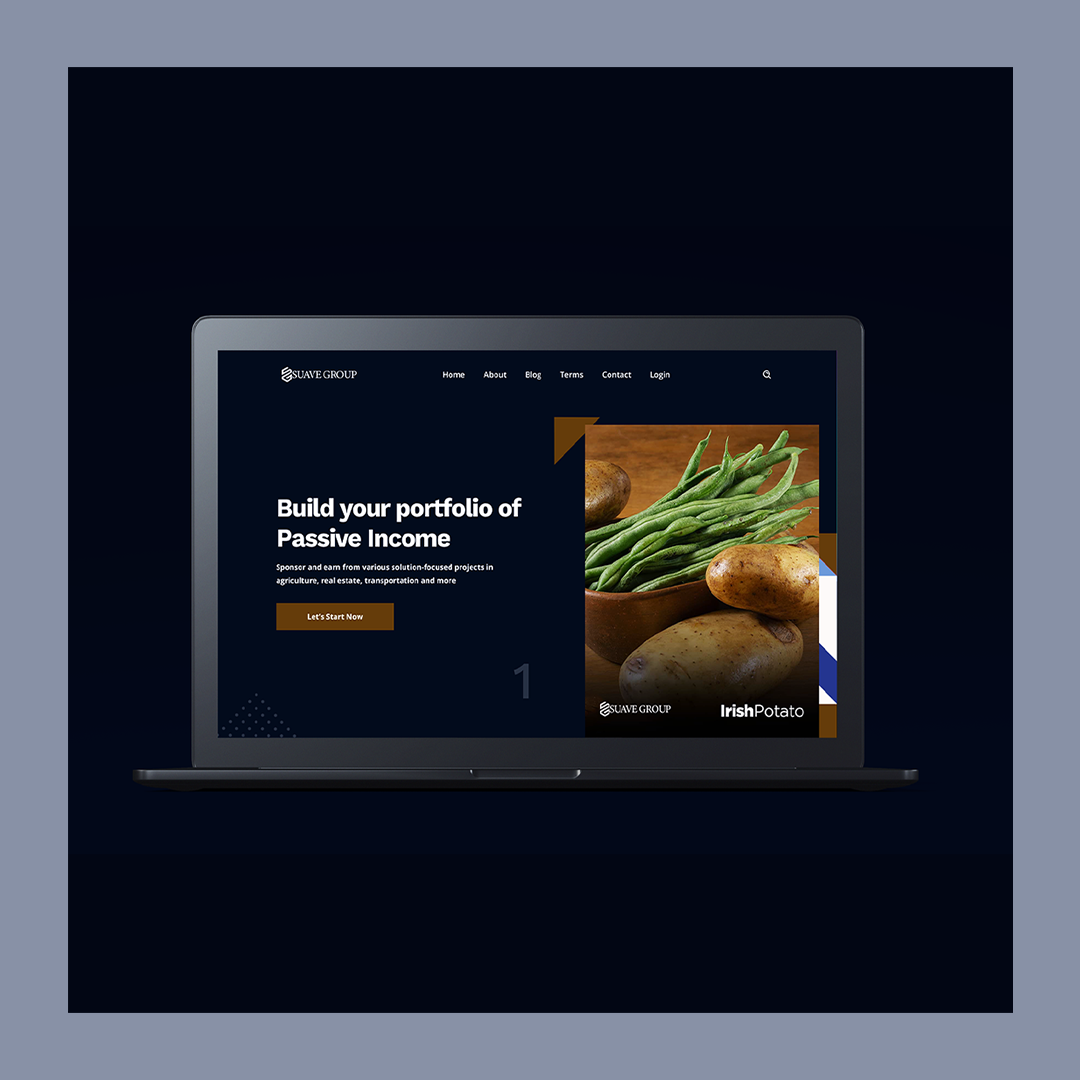 SUAVE GROUP
Home About Blog Terms Contact Login
Build your portfolio of
Passive Income
Sponsor and earn from various solution-focused projects in
agriculture, real estate, transportation and more
Let's Start Now
1
SUAVE GROUP
IrishPotato